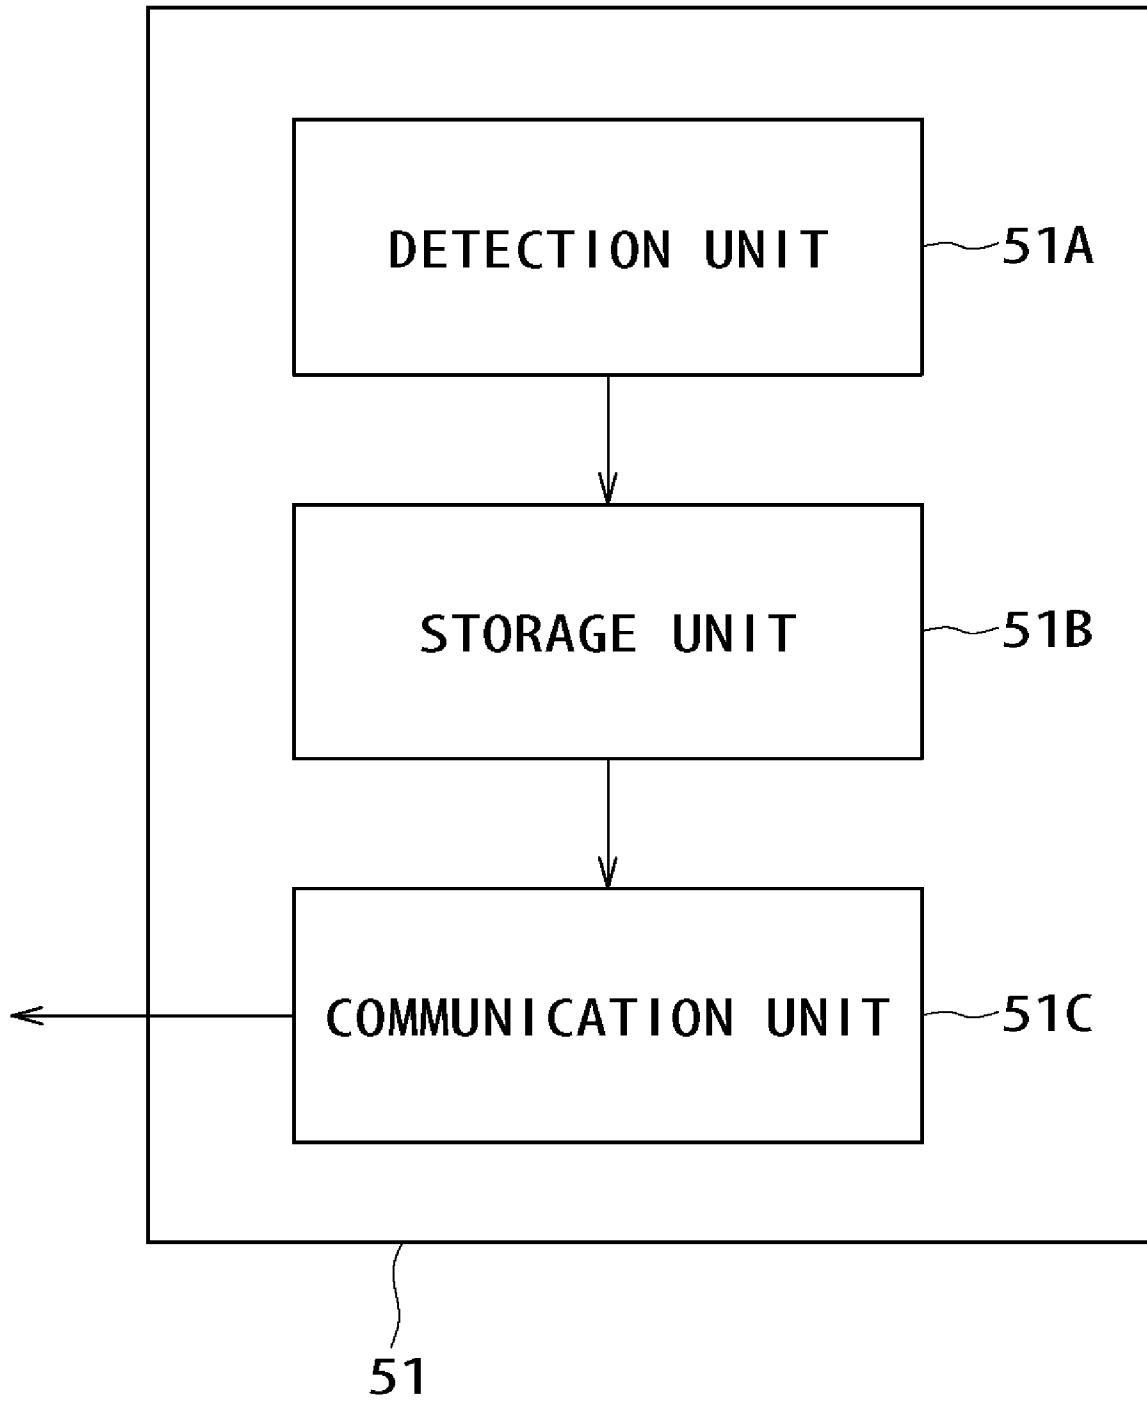 DETECTION UNIT
51A
STORAGE UNIT
51B
COMMUNICATION UNIT
51C
51